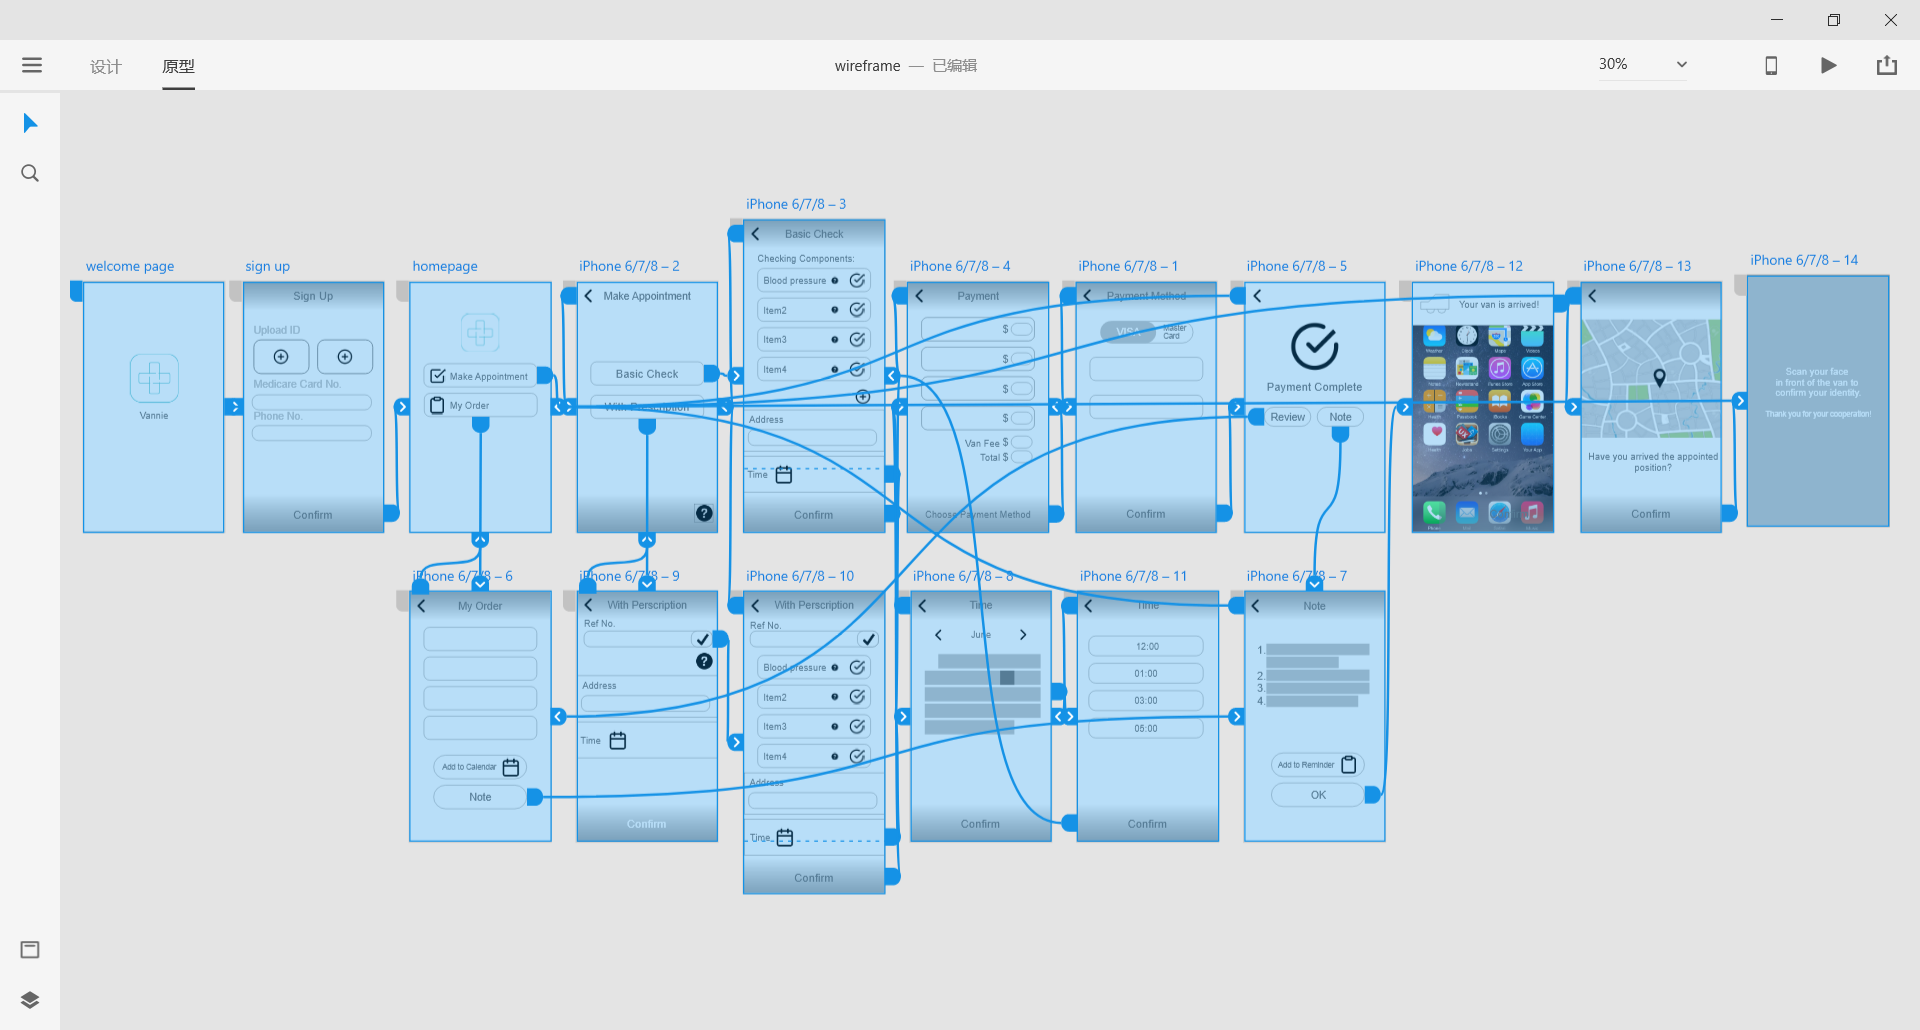 设计
原型
wireframe — 已编辑
30%
iPhone 6/7/8 – 3
Basic Check
Checking Components:
Blood pressure
Item2
Item3
Item4
Address
Time
Confirm
welcome page
Vannie
sign up
Sign Up
Upload ID
Medicare Card No.
Phone No.
Confirm
homepage
Make Appointment
My Order
iPhone 6/7/8 – 2
Make Appointment
Basic Check
With Perscription
iPhone 6/7/8 – 4
Payment
$
$
$
$
Van Fee $
Total $
Choose Payment Method
iPhone 6/7/8 – 1
Payment Method
VISA
Master
Card
Confirm
iPhone 6/7/8 – 5
Payment Complete
Review
Note
iPhone 6/7/8 – 12
Your van is arrived!
iPhone 6/7/8 – 13
Have you arrived the appointed
position?
Confirm
iPhone 6/7/8 – 14
Scan your face
in front of the van to
confirm your identity.
Thank you for your cooperation!
iPhone 6/7/8 – 6
My Order
Add to Calendar
Note
iPhone 6/7/8 – 9
With Perscription
Ref No.
Address
Time
Confirm
iPhone 6/7/8 – 10
With Perscription
Ref No.
Blood pressure
Item2
Item3
Item4
Address
Time
Confirm
iPhone 6/7/8 – 8
Time
June
Confirm
iPhone 6/7/8 – 11
Time
12:00
01:00
03:00
05:00
Confirm
iPhone 6/7/8 – 7
Note
1.
2.
3.
4.
Add to Reminder
OK